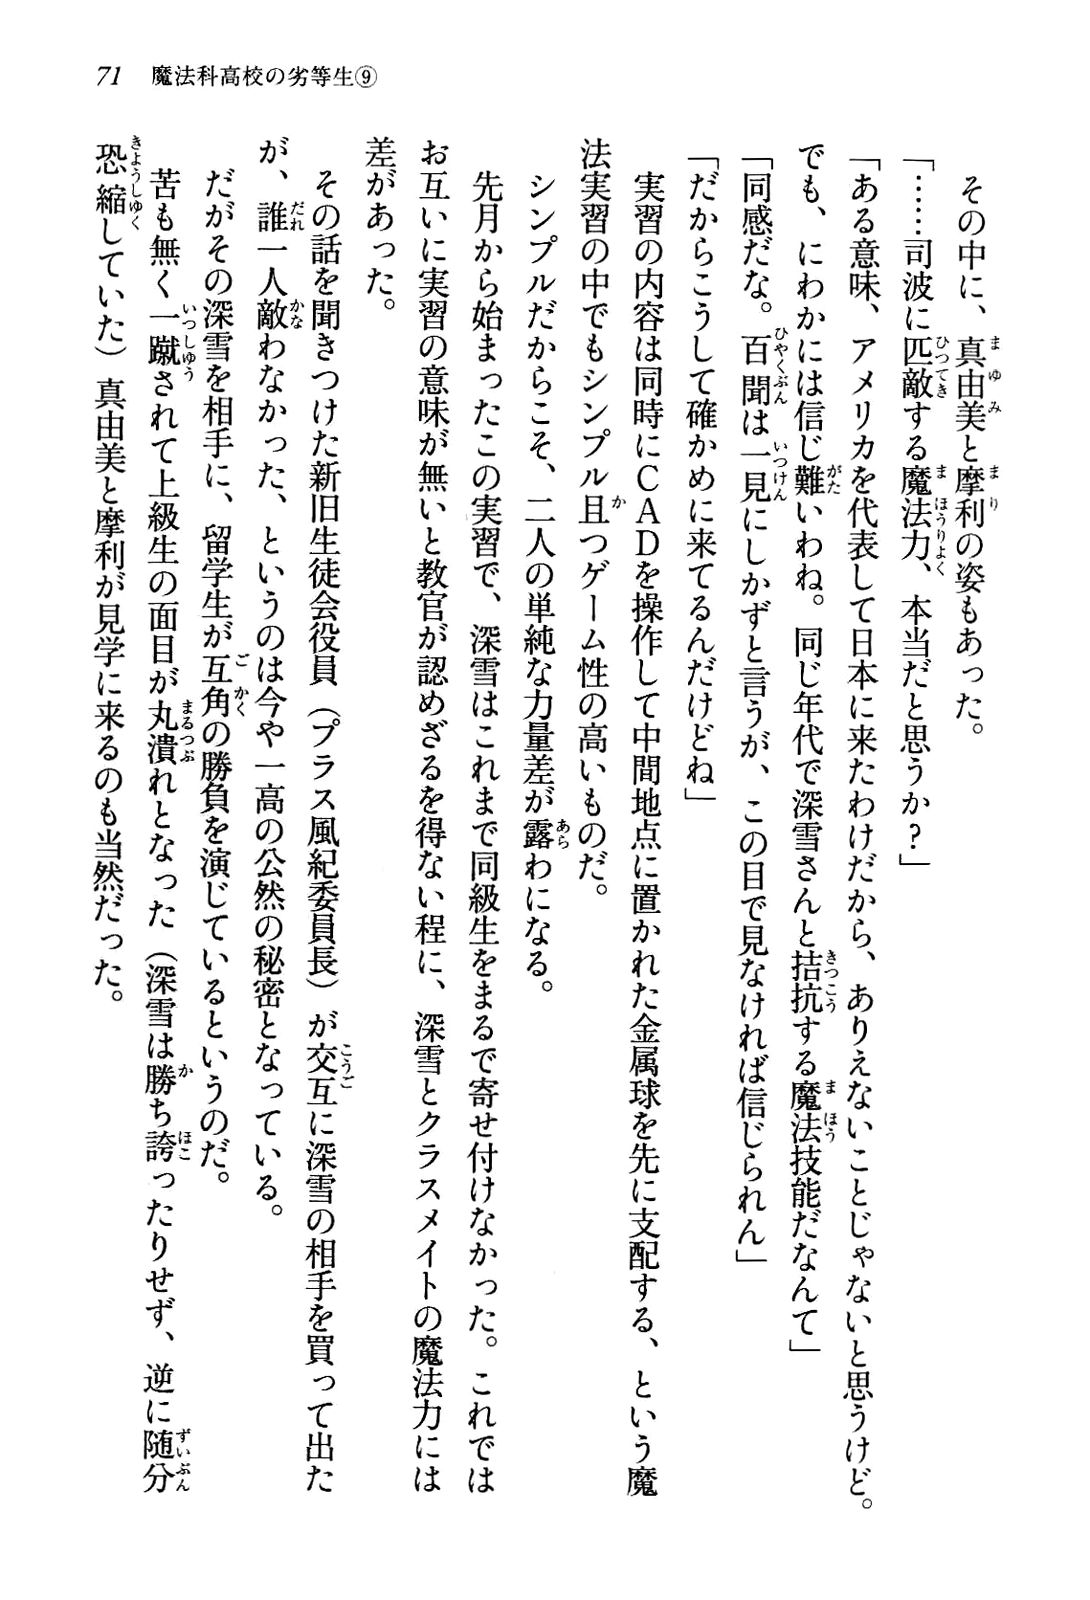 71　魔法科高校の劣等生⑨
　その中に、真由美と摩利の姿もあった。
「……司波に匹敵する魔法力、本当だと思うか？」
「ある意味、アメリカを代表して日本に来たわけだから、ありえないことじゃないと思うけど。
でも、にわかには信じ難いわね。同じ年代で深雪さんと拮抗する魔法技能だなんて」
「同感だな。百聞は一見にしかずと言うが、この目で見なければ信じられん」
「だからこうして確かめに来てるんだけどね」
　実習の内容は同時にＣＡＤを操作して中間地点に置かれた金属球を先に支配する、という魔
法実習の中でもシンプル且つゲーム性の高いものだ。
　シンプルだからこそ、二人の単純な力量差が露わになる。
　先月から始まったこの実習で、深雪はこれまで同級生をまるで寄せ付けなかった。これでは
お互いに実習の意味が無いと教官が認めざるを得ない程に、深雪とクラスメイトの魔法力には
差があった。
　その話を聞きつけた新旧生徒会役員（プラス風紀委員長）が交互に深雪の相手を買って出た
が、誰一人敵わなかった、というのは今や一高の公然の秘密となっている。
　だがその深雪を相手に、留学生が互角の勝負を演じているというのだ。
　苦も無く一蹴されて上級生の面目が丸潰れとなった（深雪は勝ち誇ったりせず、逆に随分
恐縮していた）真由美と摩利が見学に来るのも当然だった。